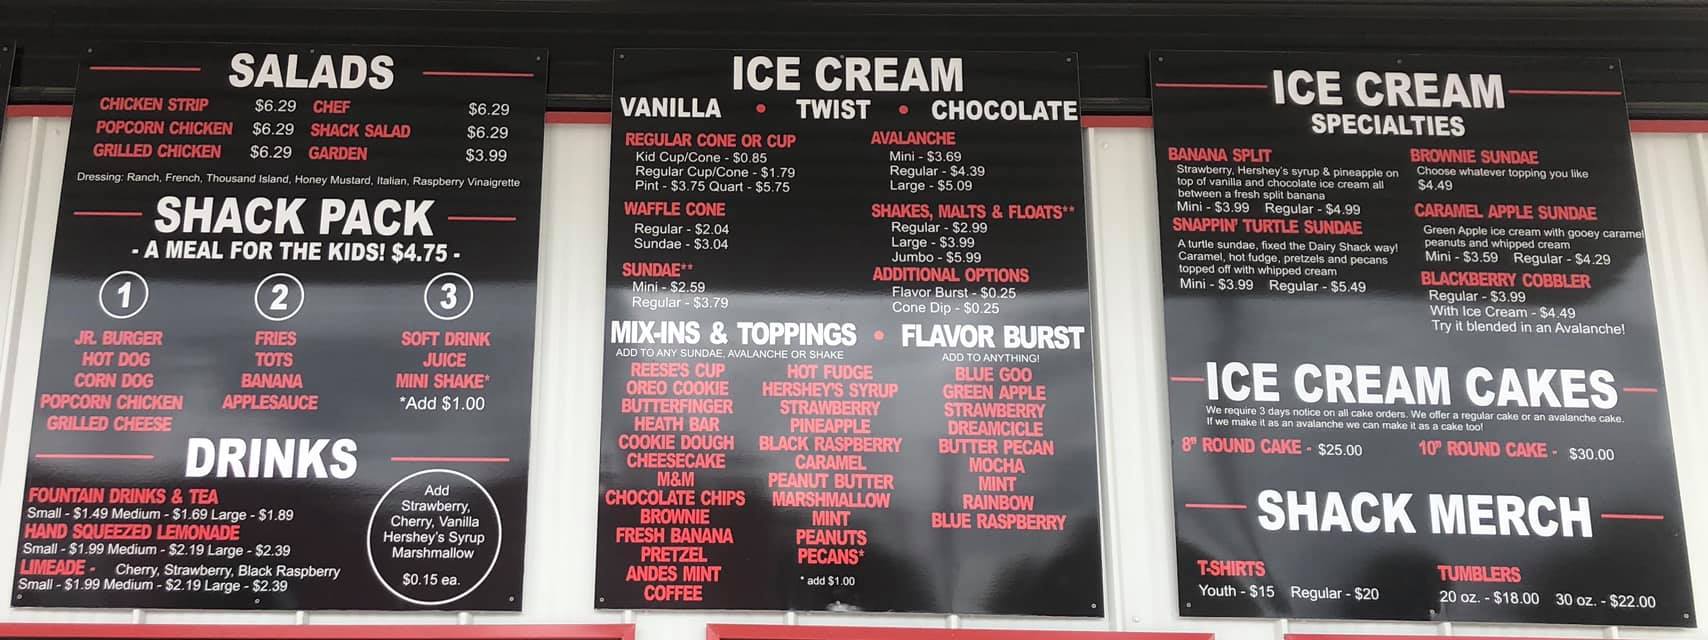 SALADS
CHICKEN STRIP $6.29 CHEF $6.29
POPCORN CHICKEN $6.29 SHACK SALAD $6.29
GRILLED CHICKEN $6.29 GARDEN $3.99
Dressing: Ranch, French, Thousand Island, Honey Mustard, Italian, Raspberry Vinaigrette
SHACK PACK
- A MEAL FOR THE KIDS! $4.75 -
1 2 3
JR. BURGER FRIES SOFT DRINK
HOT DOG TOTS JUICE
CORN DOG BANANA MINI SHAKE*
POPCORN CHICKEN APPLESAUCE *Add $1.00
GRILLED CHEESE
DRINKS
FOUNTAIN DRINKS & TEA
Small - $1.49 Medium - $1.69 Large - $1.89
HAND SQUEEZED LEMONADE
Small - $1.99 Medium - $2.19 Large - $2.39
LIMEADE - Cherry, Strawberry, Black Raspberry
Small - $1.99 Medium - $2.19 Large - $2.39
Add
Strawberry,
Cherry, Vanilla
Hershey's Syrup
Marshmallow
$0.15 ea.
ICE CREAM
VANILLA • TWIST • CHOCOLATE
REGULAR CONE OR CUP
Kid Cup/Cone - $0.85
Regular Cup/Cone - $1.79
Pint - $3.75 Quart - $5.75
WAFFLE CONE
Regular - $2.04
Sundae - $3.04
SUNDAE**
Mini - $2.59
Regular - $3.79
AVALANCHE
Mini - $3.69
Regular - $4.39
Large - $5.09
SHAKES, MALTS & FLOATS**
Regular - $2.99
Large - $3.99
Jumbo - $5.99
ADDITIONAL OPTIONS
Flavor Burst - $0.25
Cone Dip - $0.25
MIX-INS & TOPPINGS • FLAVOR BURST
ADD TO ANY SUNDAE, AVALANCHE OR SHAKE
ADD TO ANYTHING!
REESE'S CUP
OREO COOKIE
BUTTERFINGER
HEATH BAR
COOKIE DOUGH
CHEESECAKE
M&M
CHOCOLATE CHIPS
BROWNIE
FRESH BANANA
PRETZEL
ANDES MINT
COFFEE
HOT FUDGE
HERSHEY'S SYRUP
STRAWBERRY
PINEAPPLE
BLACK RASPBERRY
CARAMEL
PEANUT BUTTER
MARSHMALLOW
MINT
PEANUTS
PECANS*
* add $1.00
BLUE GOO
GREEN APPLE
STRAWBERRY
DREAMCICLE
BUTTER PECAN
MOCHA
MINT
RAINBOW
BLUE RASPBERRY
ICE CREAM
SPECIALTIES
BANANA SPLIT
Strawberry, Hershey's syrup & pineapple on
top of vanilla and chocolate ice cream all
between a fresh split banana
Mini - $3.99 Regular - $4.99
SNAPPIN' TURTLE SUNDAE
A turtle sundae, fixed the Dairy Shack way!
Caramel, hot fudge, pretzels and pecans
topped off with whipped cream
Mini - $3.99 Regular - $5.49
BROWNIE SUNDAE
Choose whatever topping you like
$4.49
CARAMEL APPLE SUNDAE
Green Apple ice cream with gooey caramel
peanuts and whipped cream
Mini - $3.59 Regular - $4.29
BLACKBERRY COBBLER
Regular - $3.99
With Ice Cream - $4.49
Try it blended in an Avalanche!
ICE CREAM CAKES
We require 3 days notice on all cake orders. We offer a regular cake or an avalanche cake.
If we make it as an avalanche we can make it as a cake too!
8" ROUND CAKE - $25.00 10" ROUND CAKE - $30.00
SHACK MERCH
T-SHIRTS
Youth - $15 Regular - $20
TUMBLERS
20 oz. - $18.00 30 oz. - $22.00